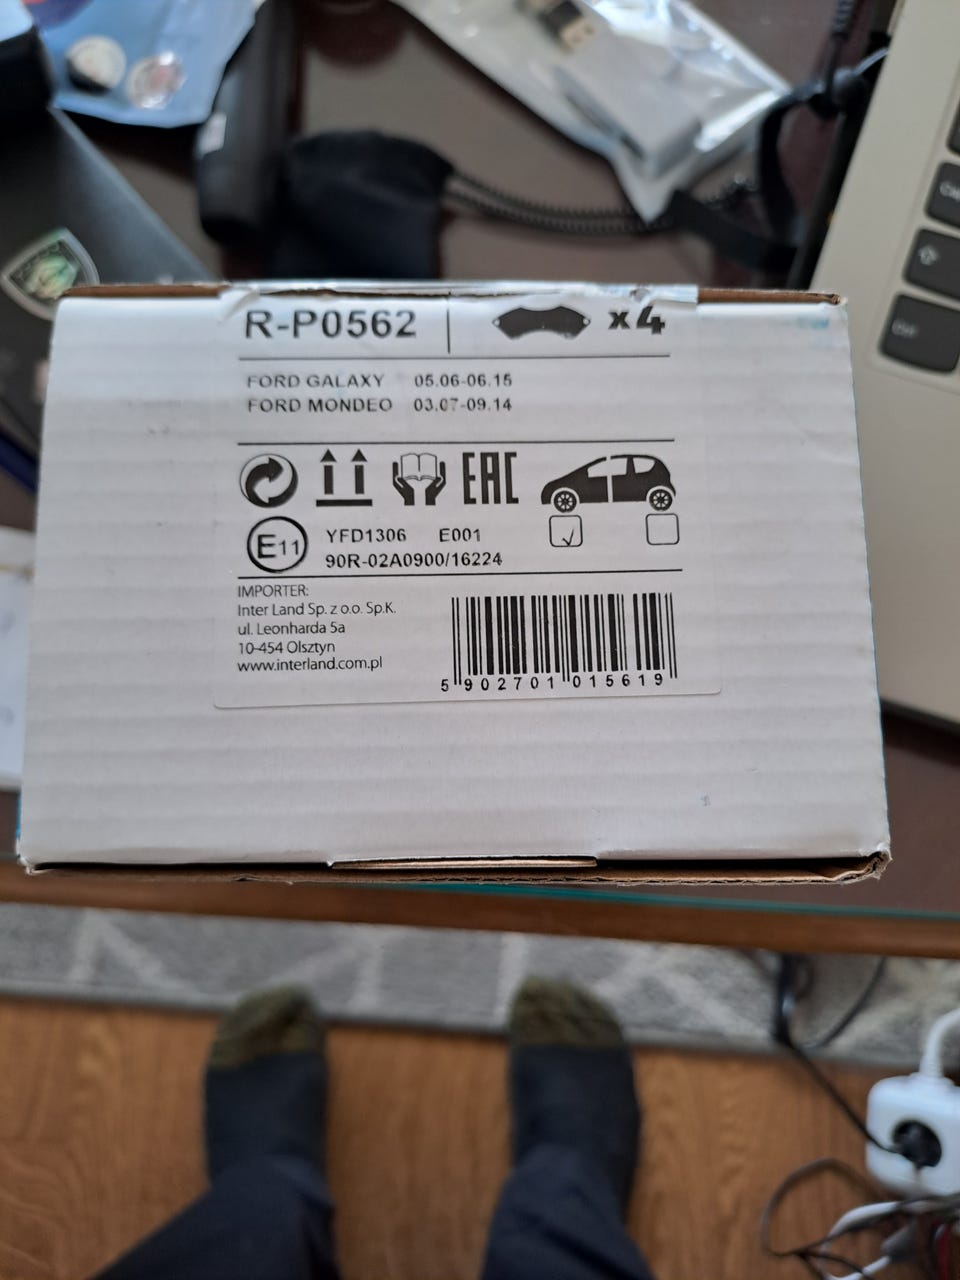 R-P0562 x4
FORD GALAXY 05.06-06.15
FORD MONDEO 03.07-09.14
EAC
E11 YFD1306 E001
90R-02A0900/16224
IMPORTER:
Inter Land Sp. z o.o. Sp.K.
ul. Leonharda 5a
10-454 Olsztyn
www.interland.com.pl
5 902701 015619